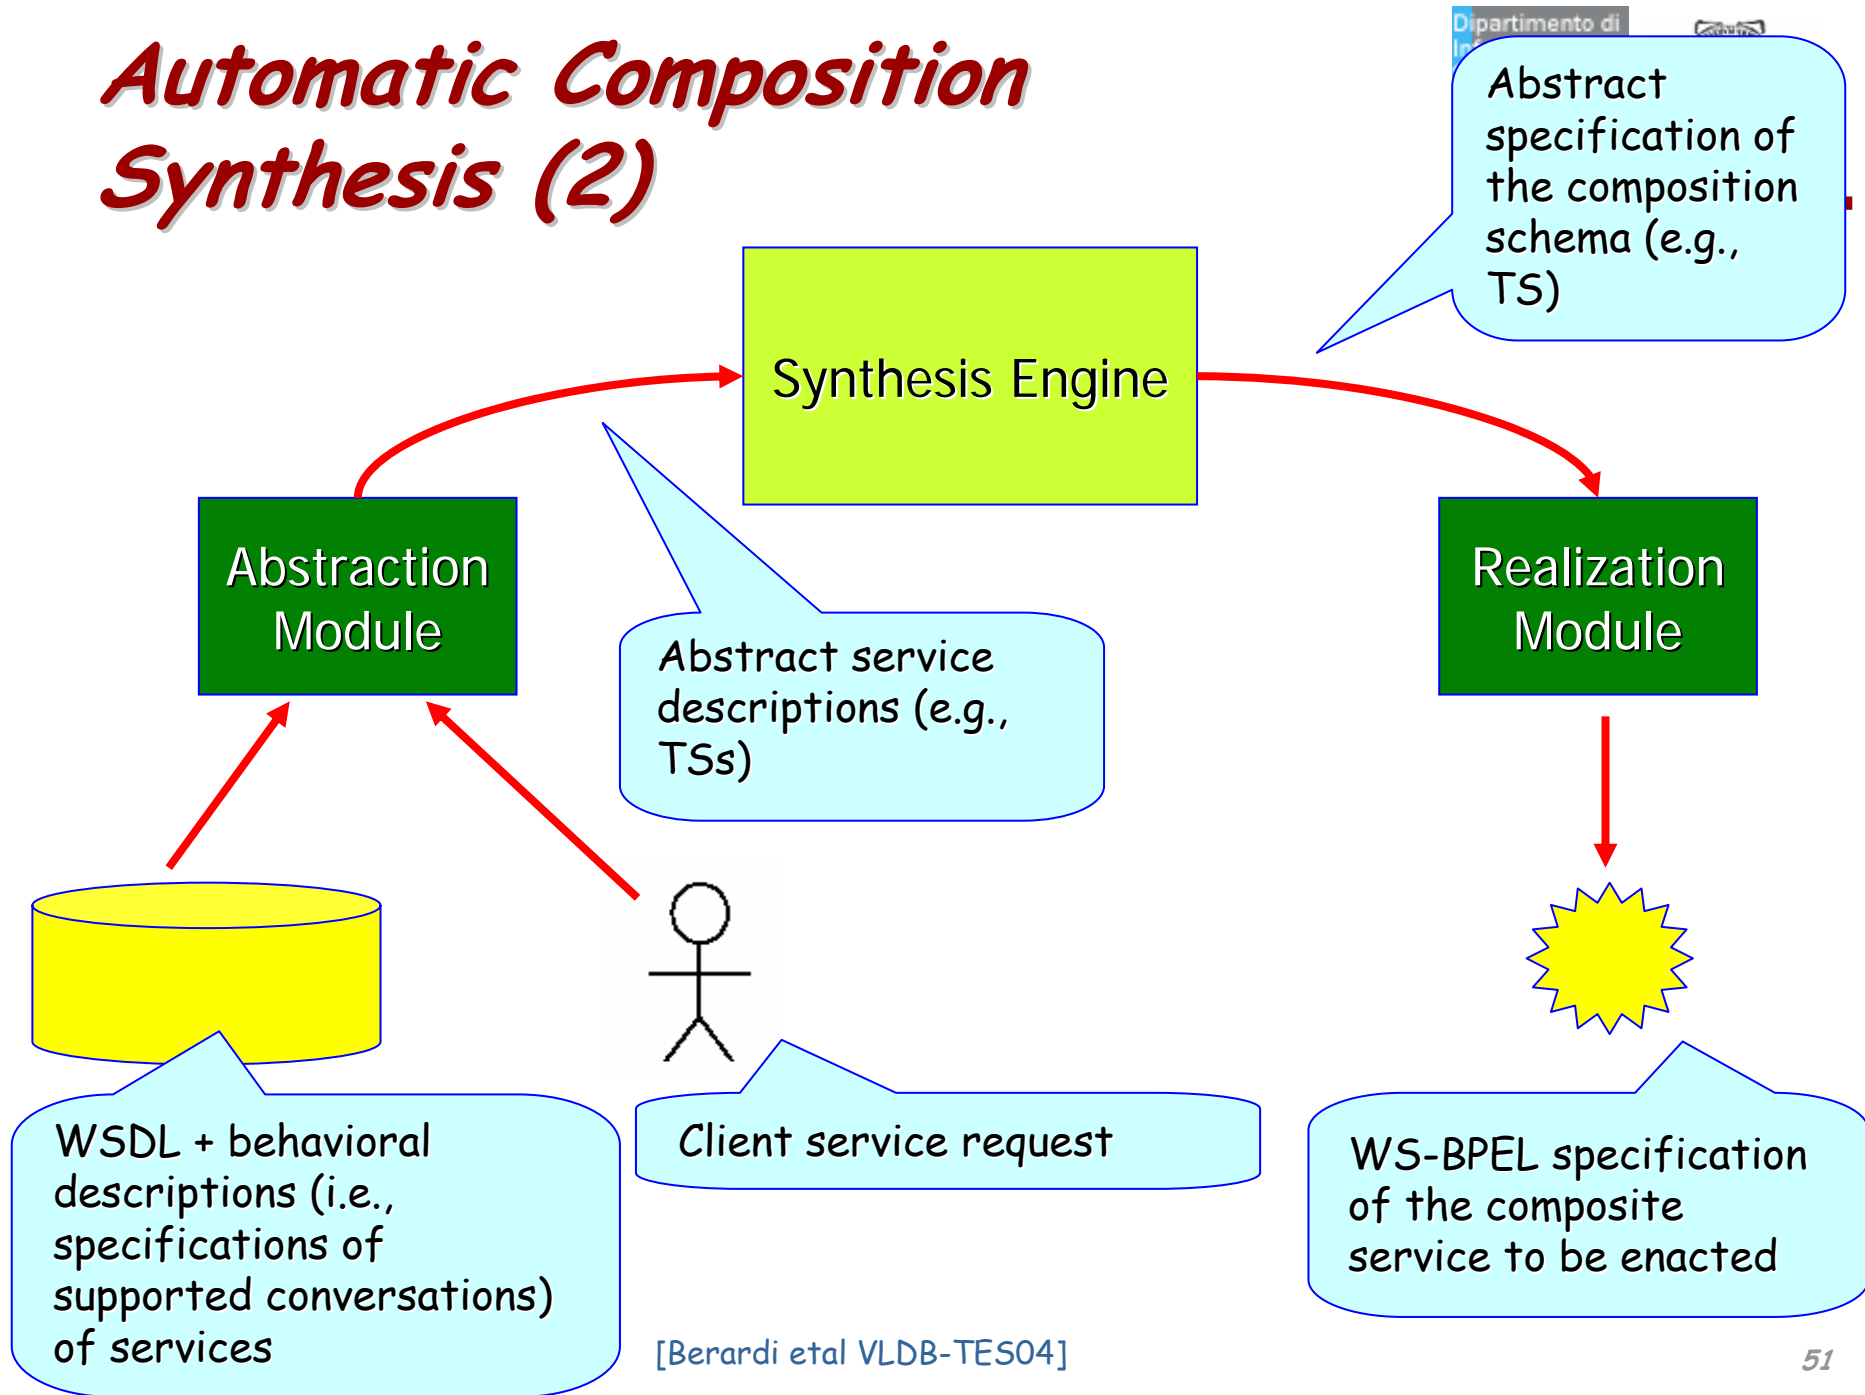 Automatic Composition
Synthesis (2)
Dipartimento di
Abstract
specification of
the composition
schema (e.g.,
TS)
Synthesis Engine
Abstraction
Module
Realization
Module
Abstract service
descriptions (e.g.,
TSs)
WSDL + behavioral
descriptions (i.e.,
specifications of
supported conversations)
of services
Client service request
WS-BPEL specification
of the composite
service to be enacted
[Berardi etal VLDB-TES04]
51